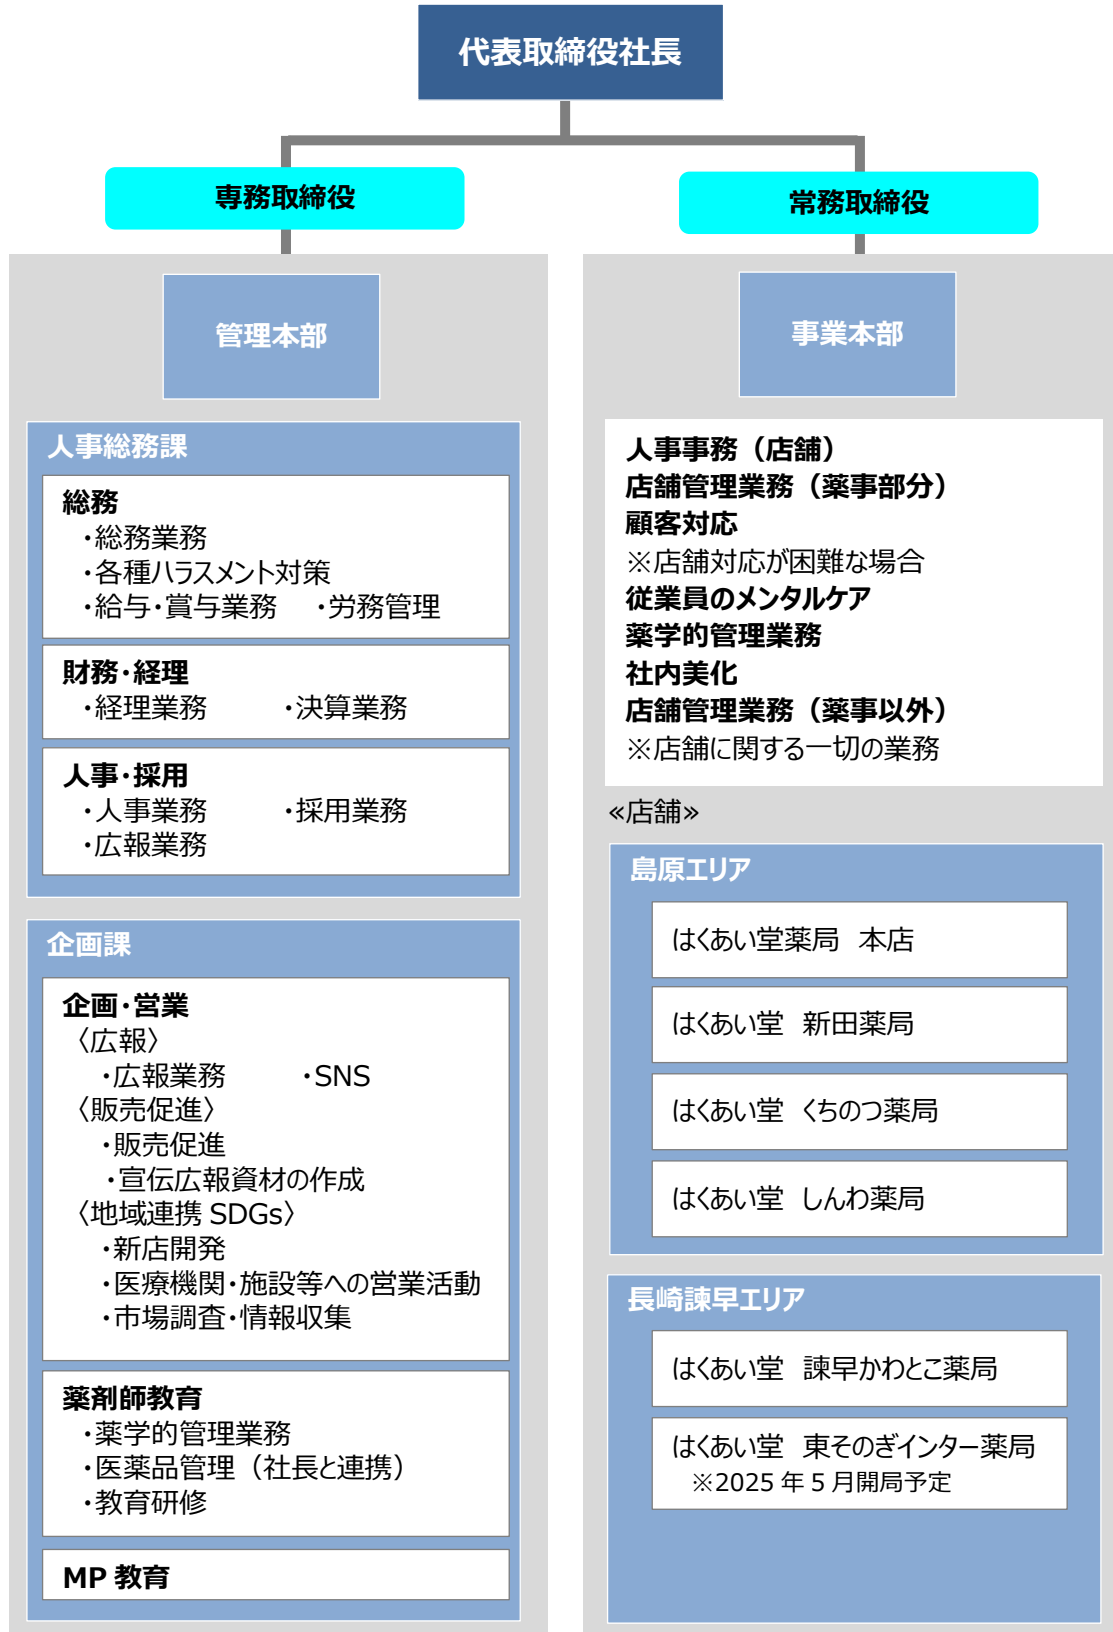 代表取締役社長
専務取締役
常務取締役
管理本部
人事総務課
総務
・総務業務
・各種ハラスメント対策
・給与・賞与業務　・労務管理
財務・経理
・経理業務　　・決算業務
人事・採用
・人事業務　　・採用業務
・広報業務
企画課
企画・営業
〈広報〉
・広報業務　　・SNS
〈販売促進〉
・販売促進
・宣伝広報資材の作成
〈地域連携 SDGs〉
・新店開発
・医療機関・施設等への営業活動
・市場調査・情報収集
薬剤師教育
・薬学的管理業務
・医薬品管理（社長と連携）
・教育研修
MP 教育
事業本部
人事事務（店舗）
店舗管理業務（薬事部分）
顧客対応
※店舗対応が困難な場合
従業員のメンタルケア
薬学的管理業務
社内美化
店舗管理業務（薬事以外）
※店舗に関する一切の業務
≪店舗≫
島原エリア
はくあい堂薬局　本店
はくあい堂　新田薬局
はくあい堂　くちのつ薬局
はくあい堂　しんわ薬局
長崎諫早エリア
はくあい堂　諫早かわとこ薬局
はくあい堂　東そのぎインター薬局
※2025 年 5 月開局予定